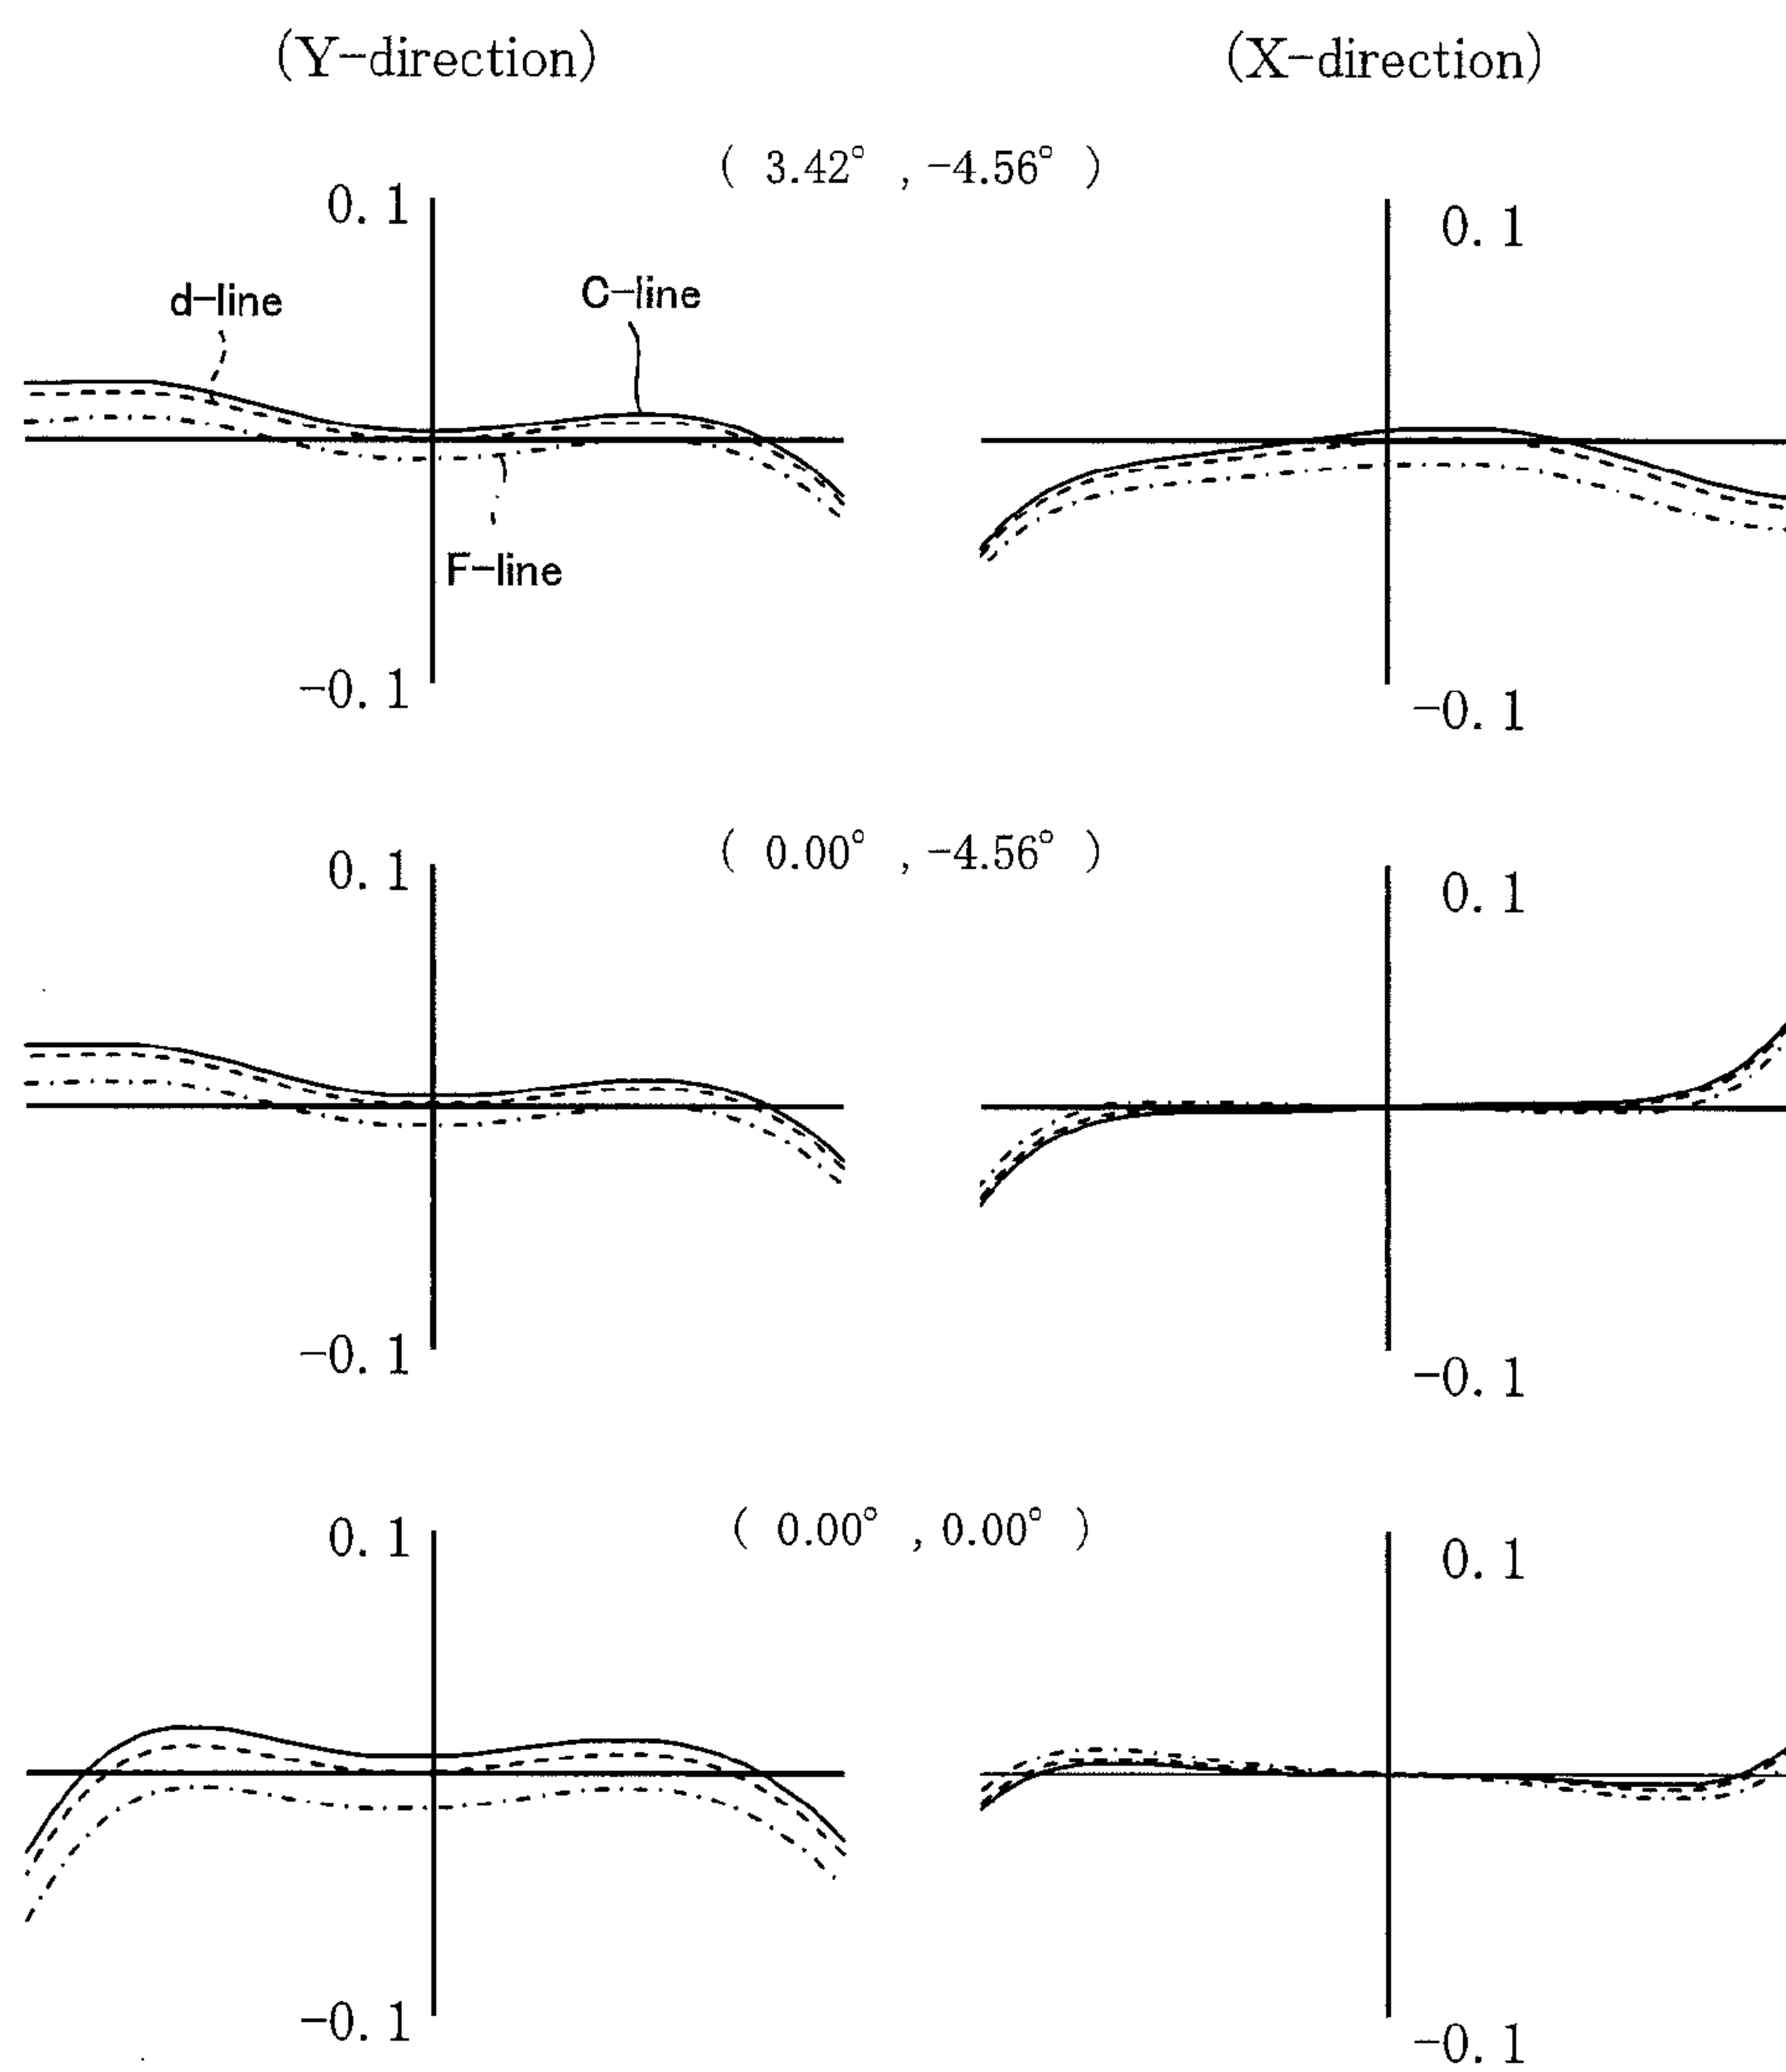 (Y-direction) (X-direction)
( 3.42° , -4.56° )
0.1 0.1
d-line C-line
F-line
-0.1 -0.1
( 0.00° , -4.56° )
0.1 0.1
-0.1 -0.1
( 0.00° , 0.00° )
0.1 0.1
-0.1 -0.1